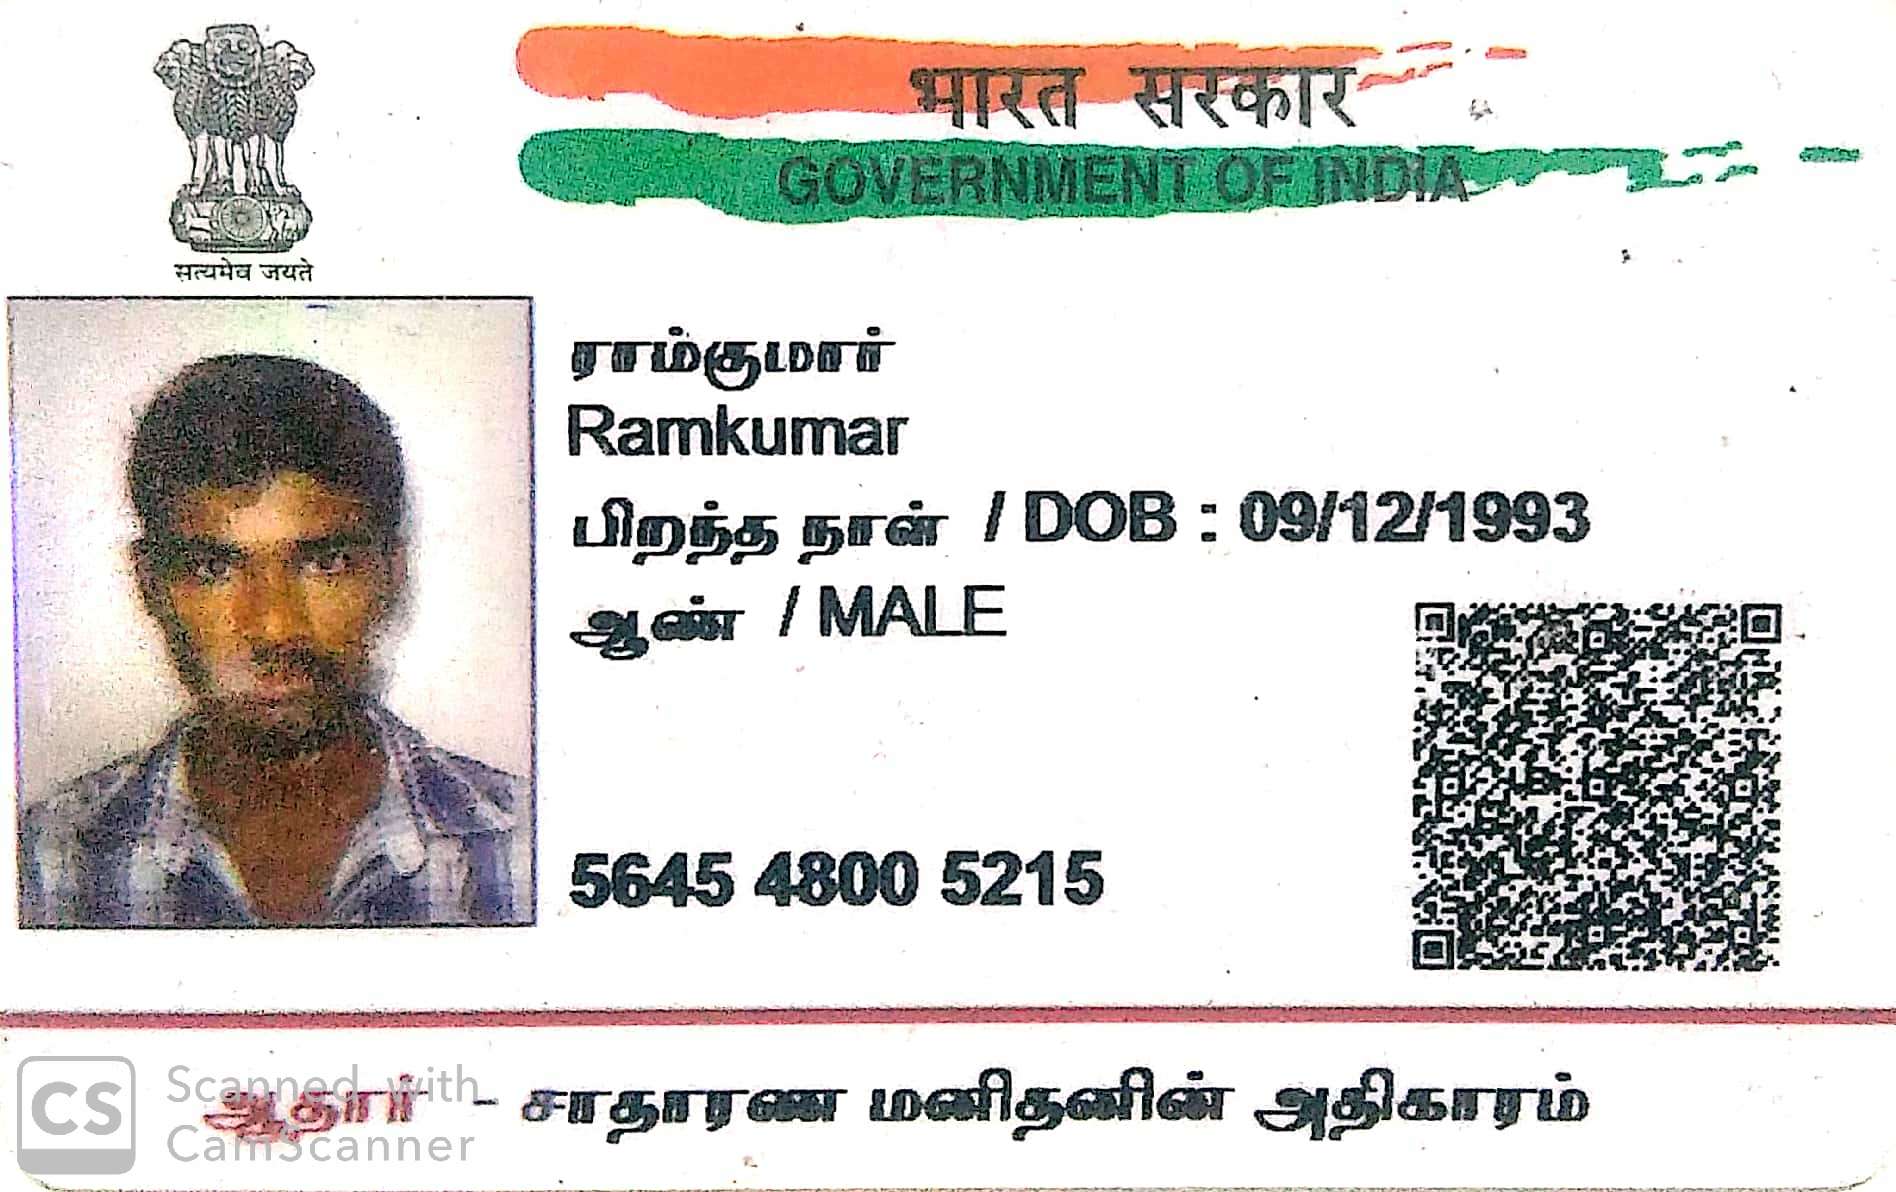 भारत सरकार
GOVERNMENT OF INDIA
सत्यमेव जयते
ராம்குமார்
Ramkumar
பிறந்த நாள் / DOB : 09/12/1993
ஆண் / MALE
5645 4800 5215
ஆதார் - சாதாரண மனிதனின் அதிகாரம்
CS Scanned with
CamScanner